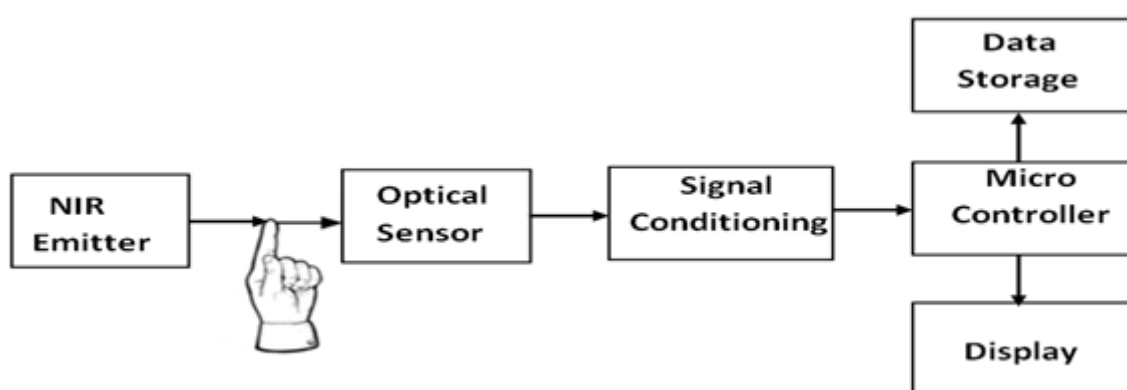 NIR
Emitter
Optical
Sensor
Signal
Conditioning
Micro
Controller
Data
Storage
Display